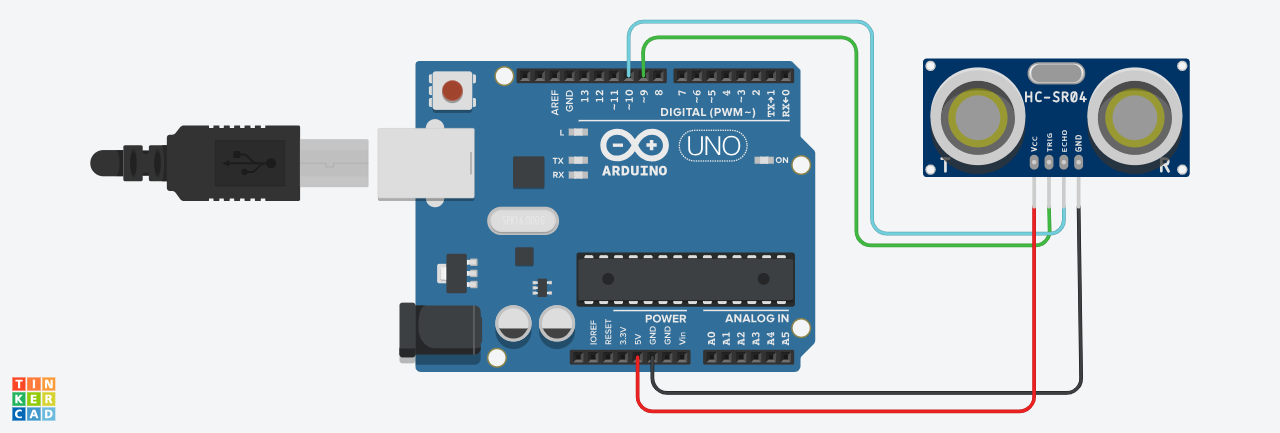 AREF
GND
13
12
~11
~10
~9
8
7
~6
~5
4
~3
2
TX→1
RX←0
DIGITAL (PWM~)
L
TX
RX
UNO
ARDUINO
ON
HC-SR04
VCC
TRIG
ECHO
GND
T
R
POWER
ANALOG IN
IOREF
RESET
3.3V
5V
GND
GND
Vin
A0
A1
A2
A3
A4
A5
TIN
KER
CAD